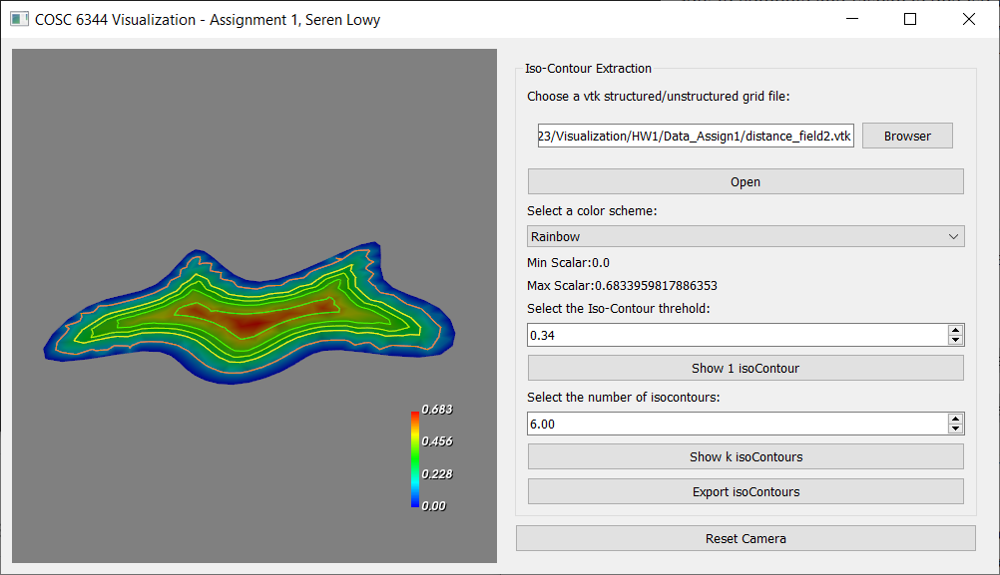 COSC 6344 Visualization - Assignment 1, Seren Lowy
0.683
0.456
0.228
0.00
Iso-Contour Extraction
Choose a vtk structured/unstructured grid file:
23/Visualization/HW1/Data_Assign1/distance_field2.vtk
Browser
Open
Select a color scheme:
Rainbow
Min Scalar:0.0
Max Scalar:0.6833959817886353
Select the Iso-Contour threhold:
0.34
Show 1 isoContour
Select the number of isocontours:
6.00
Show k isoContours
Export isoContours
Reset Camera